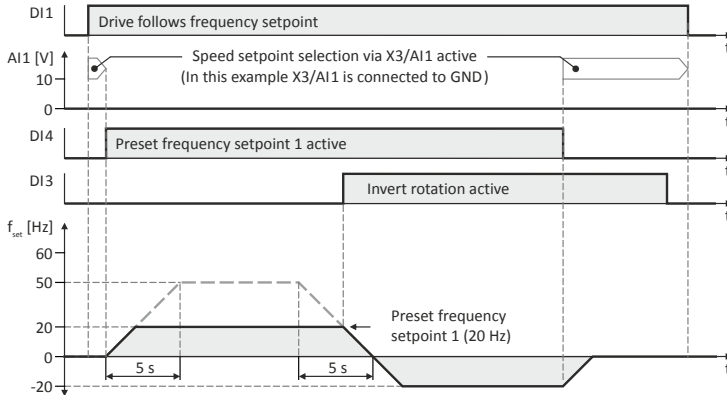 DI1
Drive follows frequency setpoint
t
AI1 [V]
Speed setpoint selection via X3/AI1 active
(In this example X3/AI1 is connected to GND)
10
0
t
DI4
Preset frequency setpoint 1 active
t
DI3
Invert rotation active
t
fset [Hz]
60
50
20
Preset frequency
setpoint 1 (20 Hz)
0
t
5 s
5 s
-20